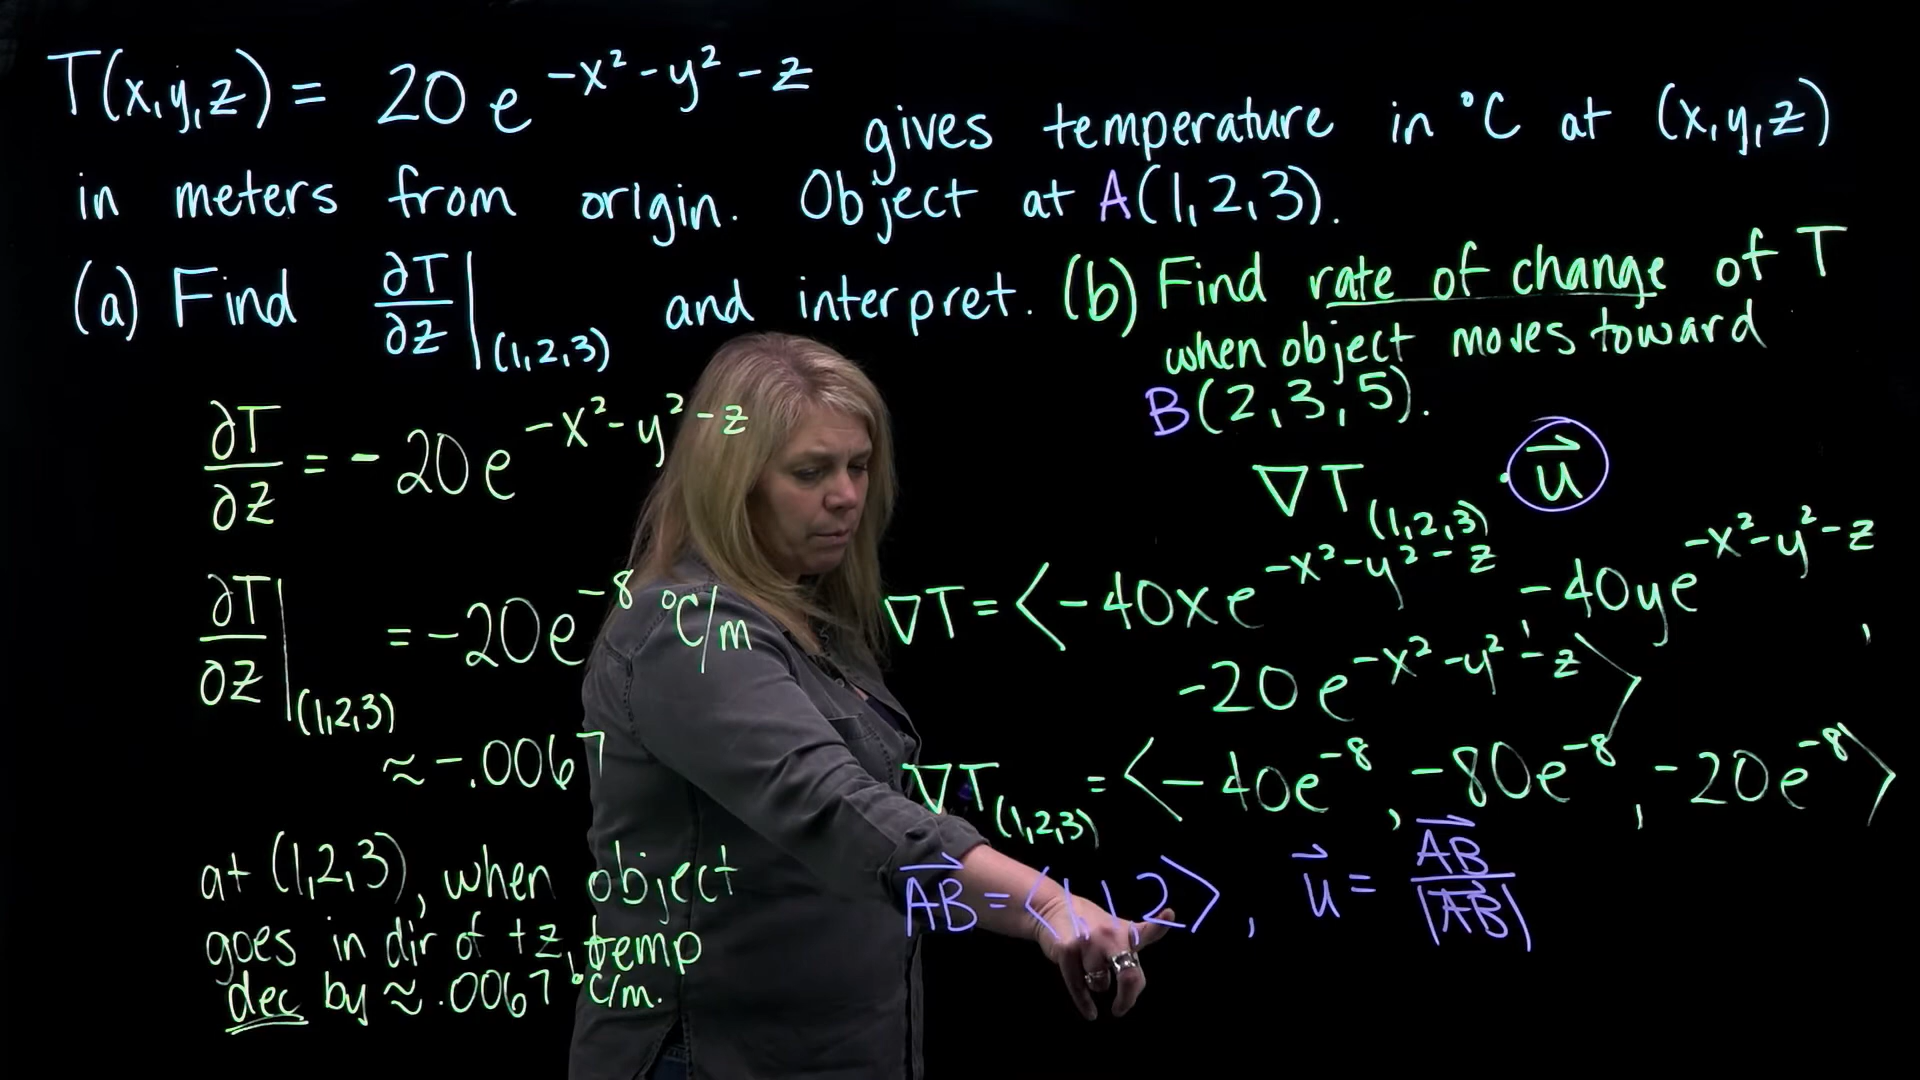 T(x,y,z) = 20 e^{-x²-y²-z} gives temperature in °C at (x,y,z)
in meters from origin. Object at A(1,2,3).
(a) Find ∂T/∂z|_(1,2,3) and interpret.
∂T/∂z = -20e^{-x²-y²-z}
∂T/∂z|_(1,2,3) = -20e^{-8} °C/m
≈ -.0067
at (1,2,3), when object
goes in dir of +z, temp
dec by ≈ .0067 °C/m.
(b) Find rate of change of T
when object moves toward
B(2,3,5).
∇T_(1,2,3) · u⃗
∇T = ⟨-40xe^{-x²-y²-z}, -40ye^{-x²-y²-z},
-20e^{-x²-y²-z}⟩
∇T_(1,2,3) = ⟨-40e^{-8}, -80e^{-8}, -20e^{-8}⟩
A͞B⃗ = ⟨1,1,2⟩, u⃗ = AB⃗/|AB⃗|